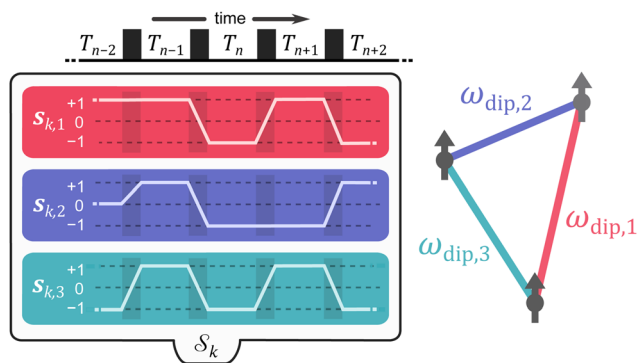 time
T_{n-2} T_{n-1} T_n T_{n+1} T_{n+2}
s_{k,1}
+1
0
−1
s_{k,2}
+1
0
−1
s_{k,3}
+1
0
−1
𝒮_k
ω_{dip,2}
ω_{dip,1}
ω_{dip,3}